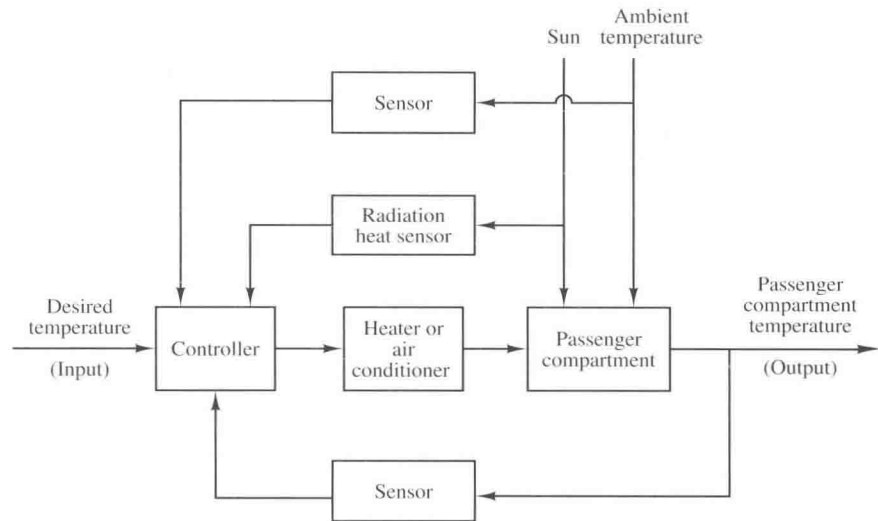 Sun
Ambient
temperature
Sensor
Radiation
heat sensor
Desired
temperature
(Input)
Controller
Heater or
air
conditioner
Passenger
compartment
Passenger
compartment
temperature
(Output)
Sensor